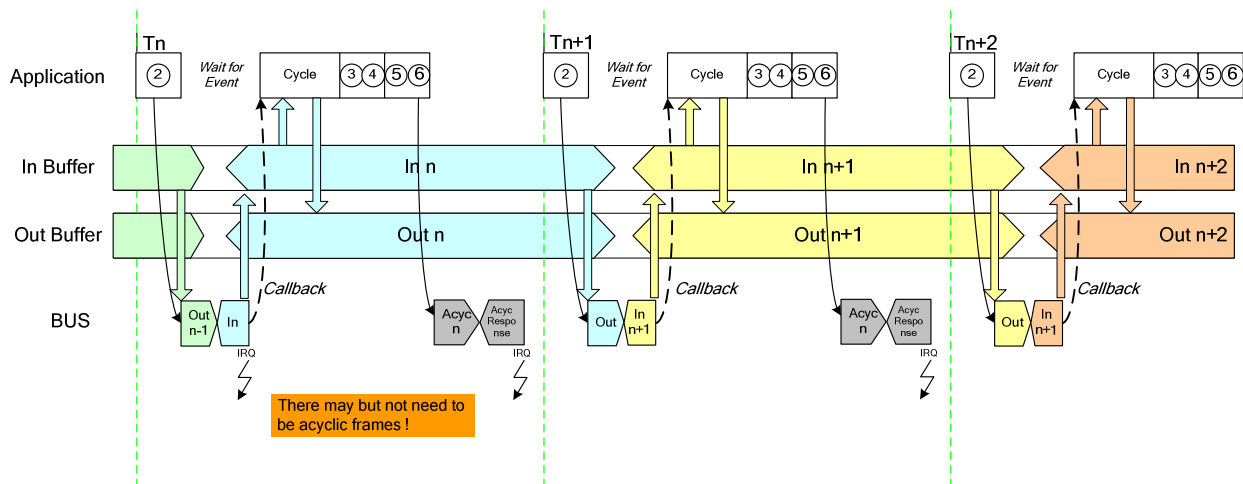 Tn
Tn+1
Tn+2
Application
②
Wait for
Event
Cycle
③ ④ ⑤ ⑥
②
Wait for
Event
Cycle
③ ④ ⑤ ⑥
②
Wait for
Event
Cycle
③ ④ ⑤ ⑥
In Buffer
In n
In n+1
In n+2
Out Buffer
Out n
Out n+1
Out n+2
Callback
Callback
Callback
BUS
Out
n-1
In
Acyc
n
Acyc
Respo
nse
Out
In
n+1
Acyc
n
Acyc
Respo
nse
Out
In
n+1
IRQ
IRQ
IRQ
There may but not need to
be acyclic frames !